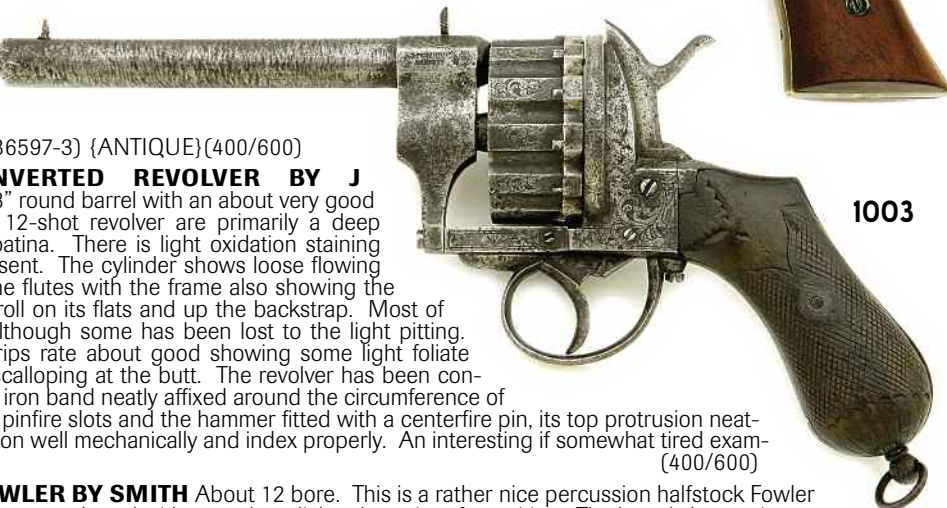 36597-3) {ANTIQUE}(400/600)
NVERTED REVOLVER BY J
" round barrel with an about very good
12-shot revolver are primarily a deep
patina. There is light oxidation staining
sent. The cylinder shows loose flowing
ne flutes with the frame also showing the
roll on its flats and up the backstrap. Most of
lthough some has been lost to the light pitting.
rips rate about good showing some light foliate
scalloping at the butt. The revolver has been con-
iron band neatly affixed around the circumference of
pinfire slots and the hammer fitted with a centerfire pin, its top protrusion neat-
on well mechanically and index properly. An interesting if somewhat tired exam-
(400/600)
1003
WLER BY SMITH About 12 bore. This is a rather nice percussion halfstock Fowler